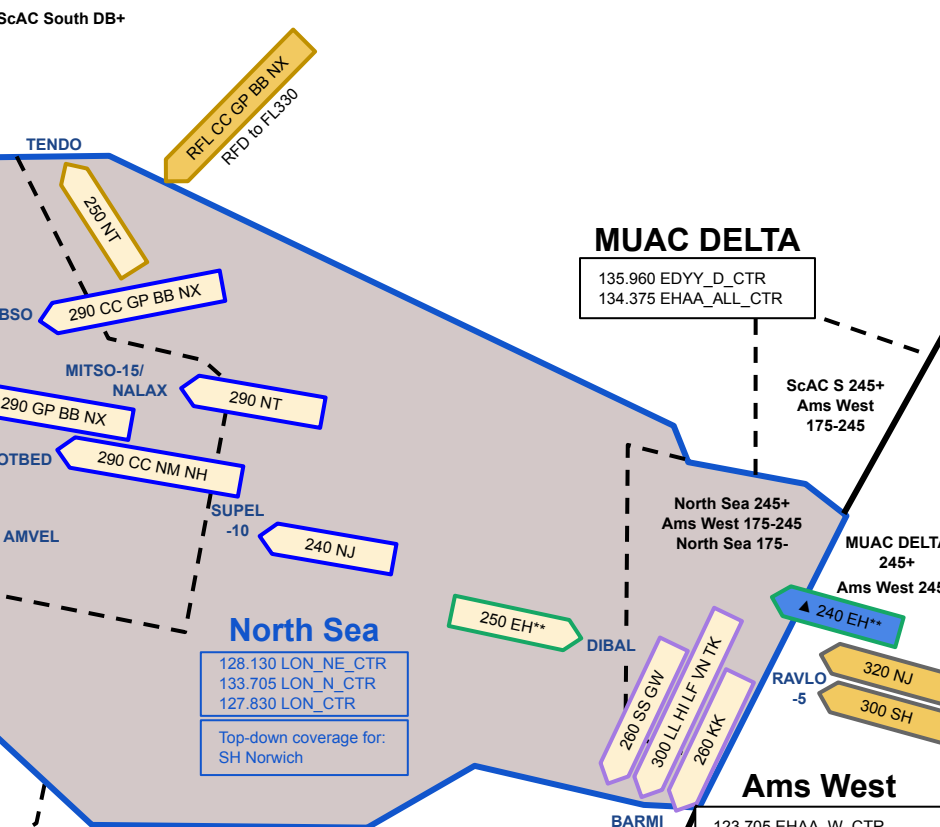 ScAC South DB+
RFL CC GP BB NX
RFD to FL330
TENDO
250 NT
290 CC GP BB NX
BSO
MUAC DELTA
135.960 EDYY_D_CTR
134.375 EHAA_ALL_CTR
MITSO-15/
NALAX
290 NT
290 GP BB NX
ScAC S 245+
Ams West
175-245
OTBED
290 CC NM NH
SUPEL
-10
AMVEL
240 NJ
North Sea 245+
Ams West 175-245
North Sea 175-
MUAC DELTA
245+
Ams West 245
▲ 240 EH**
250 EH**
DIBAL
North Sea
128.130 LON_NE_CTR
133.705 LON_N_CTR
127.830 LON_CTR
Top-down coverage for:
SH Norwich
260 SS GW
300 LL HI LF VN TK
260 KK
RAVLO
-5
320 NJ
300 SH
Ams West
123.705 EHAA_W_CTR
BARMI